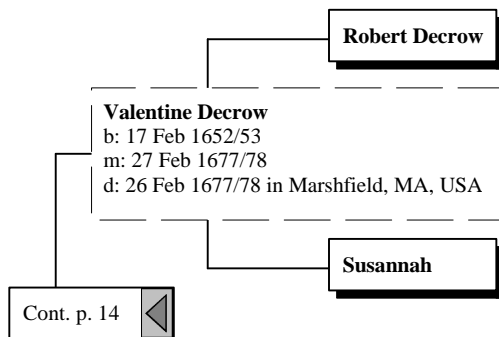 Robert Decrow
Valentine Decrow
b: 17 Feb 1652/53
m: 27 Feb 1677/78
d: 26 Feb 1677/78 in Marshfield, MA, USA
Susannah
Cont. p. 14